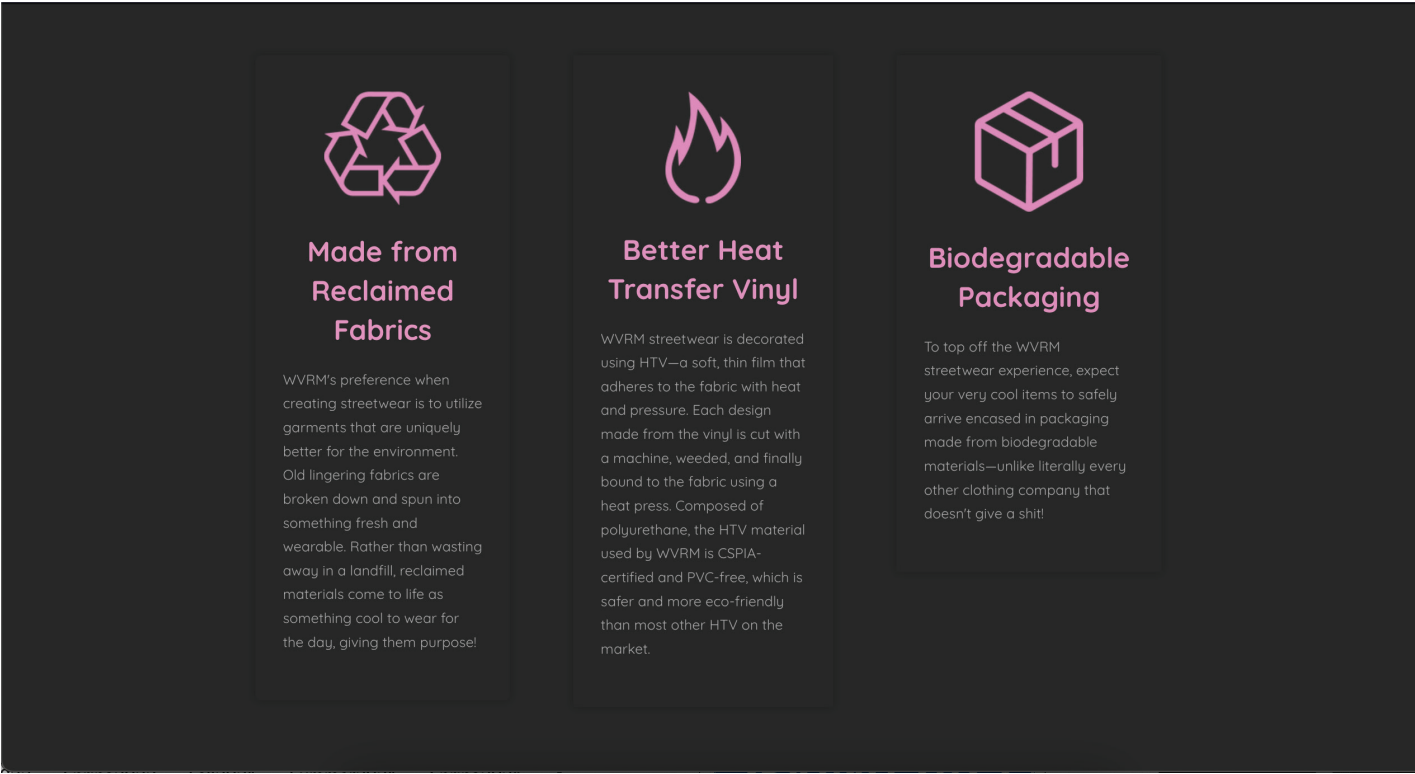 Made from
Reclaimed
Fabrics
WVRM's preference when
creating streetwear is to utilize
garments that are uniquely
better for the environment.
Old lingering fabrics are
broken down and spun into
something fresh and
wearable. Rather than wasting
away in a landfill, reclaimed
materials come to life as
something cool to wear for
the day, giving them purpose!
Better Heat
Transfer Vinyl
WVRM streetwear is decorated
using HTV—a soft, thin film that
adheres to the fabric with heat
and pressure. Each design
made from the vinyl is cut with
a machine, weeded, and finally
bound to the fabric using a
heat press. Composed of
polyurethane, the HTV material
used by WVRM is CSPIA-
certified and PVC-free, which is
safer and more eco-friendly
than most other HTV on the
market.
Biodegradable
Packaging
To top off the WVRM
streetwear experience, expect
your very cool items to safely
arrive encased in packaging
made from biodegradable
materials—unlike literally every
other clothing company that
doesn't give a shit!